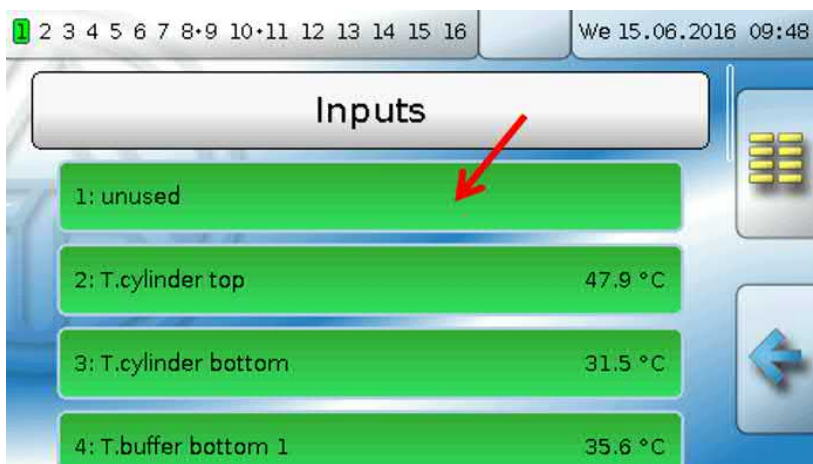 1 2 3 4 5 6 7 8·9 10·11 12 13 14 15 16 We 15.06.2016 09:48
Inputs
1: unused
2: T.cylinder top 47.9 °C
3: T.cylinder bottom 31.5 °C
4: T.buffer bottom 1 35.6 °C